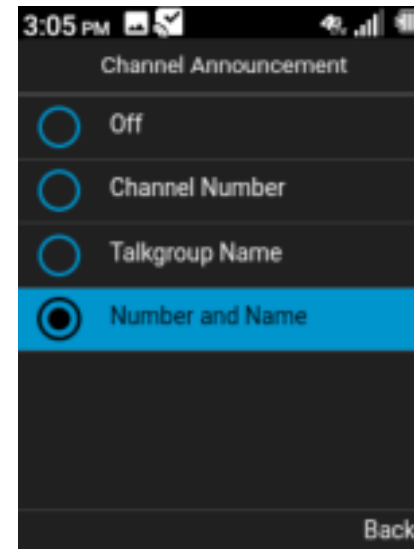 3:05 PM
Channel Announcement
Off
Channel Number
Talkgroup Name
Number and Name
Back